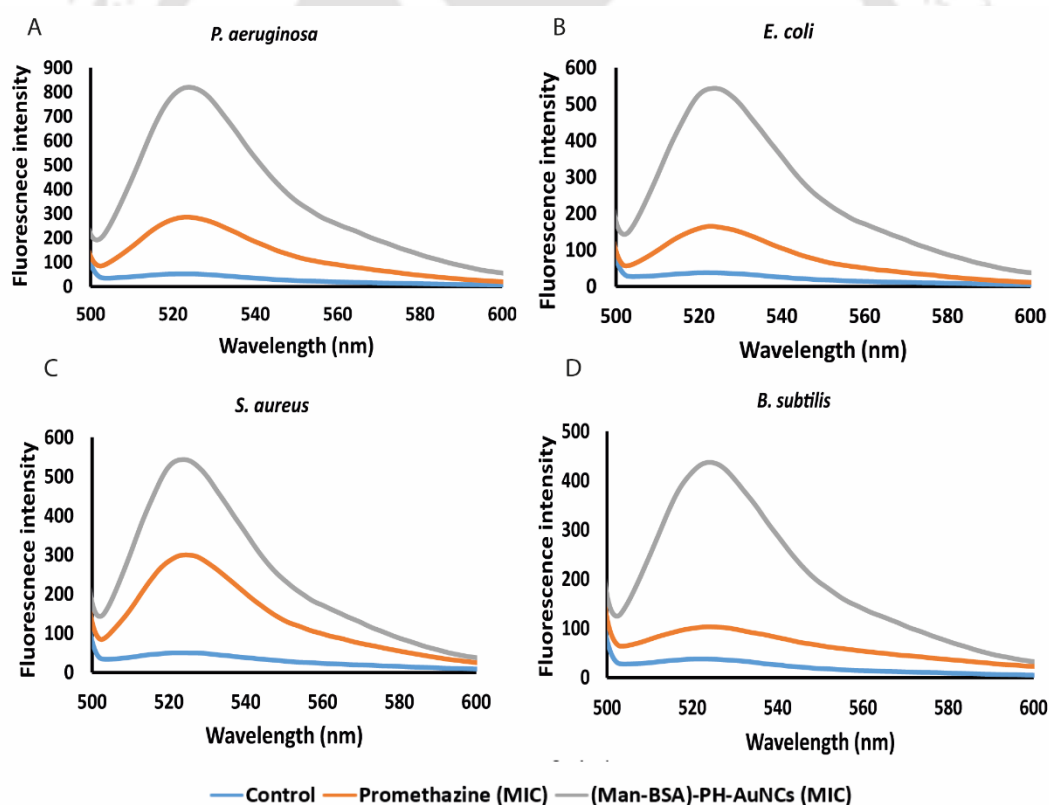 A
P. aeruginosa
Fluorescnece intensity
900
800
700
600
500
400
300
200
100
0
500 520 540 560 580 600
Wavelength (nm)
B
E. coli
Fluorescence intensity
600
500
400
300
200
100
0
500 520 540 560 580 600
Wavelength (nm)
C
S. aureus
Fluorescnece intensity
600
500
400
300
200
100
0
500 520 540 560 580 600
Wavelength (nm)
D
B. subtilis
Fluorescence intensity
500
400
300
200
100
0
500 520 540 560 580 600
Wavelength (nm)
Control Promethazine (MIC) (Man-BSA)-PH-AuNCs (MIC)